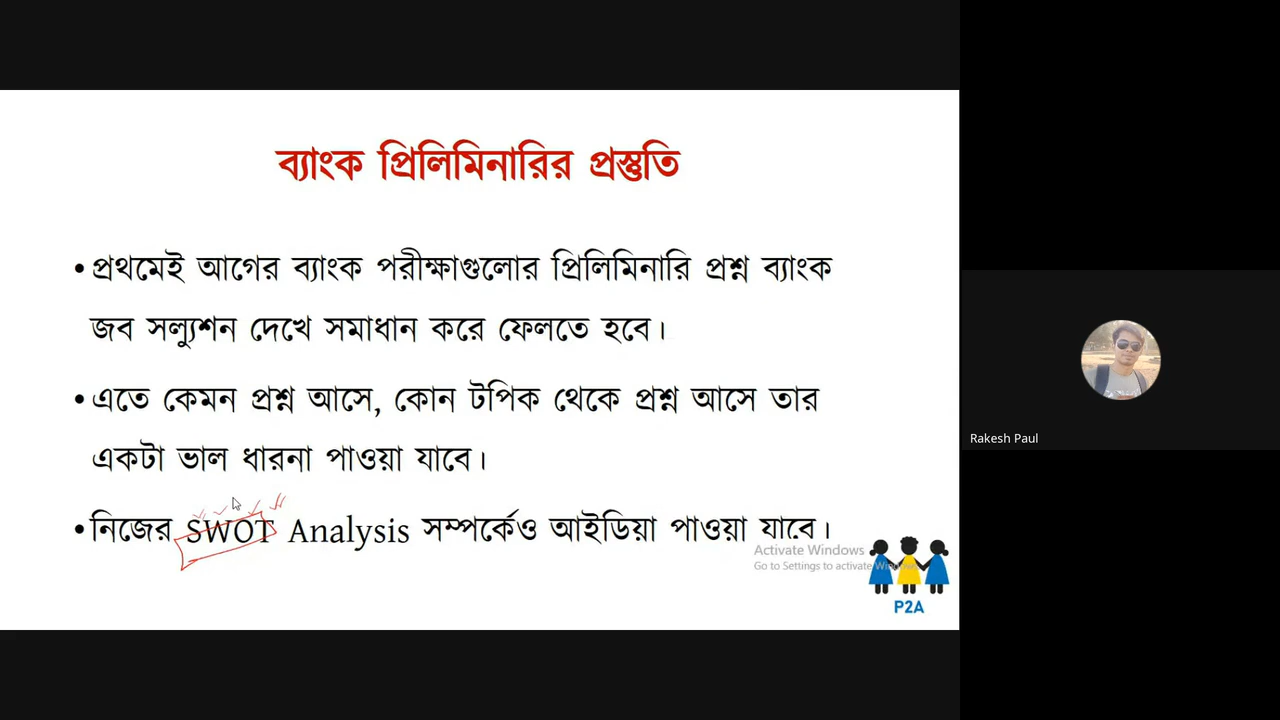 ব্যাংক প্রিলিমিনারির প্রস্তুতি
•প্রথমেই আগের ব্যাংক পরীক্ষাগুলোর প্রিলিমিনারি প্রশ্ন ব্যাংক
জব সল্যুশন দেখে সমাধান করে ফেলতে হবে।
•এতে কেমন প্রশ্ন আসে, কোন টপিক থেকে প্রশ্ন আসে তার
একটা ভাল ধারনা পাওয়া যাবে।
•নিজের SWOT Analysis সম্পর্কেও আইডিয়া পাওয়া যাবে।
Activate Windows
Go to Settings to activate Windows.
P2A
Rakesh Paul